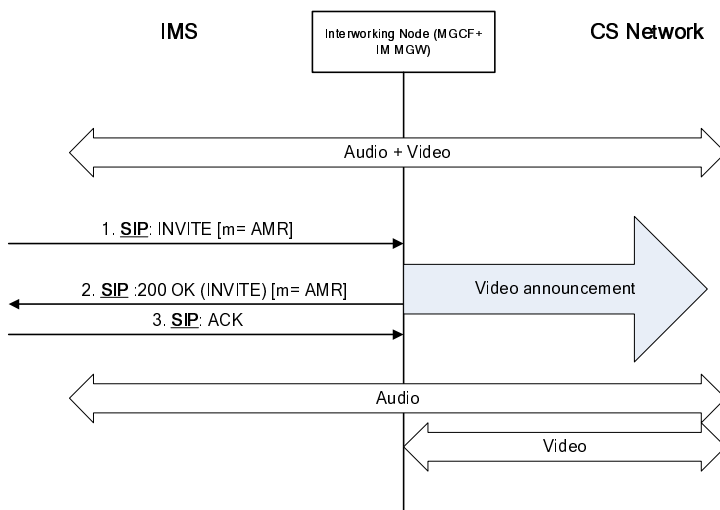 IMS
Interworking Node (MGCF+
IM MGW)
CS Network
Audio + Video
1. SIP: INVITE [m= AMR]
2. SIP :200 OK (INVITE) [m= AMR]
Video announcement
3. SIP: ACK
Audio
Video